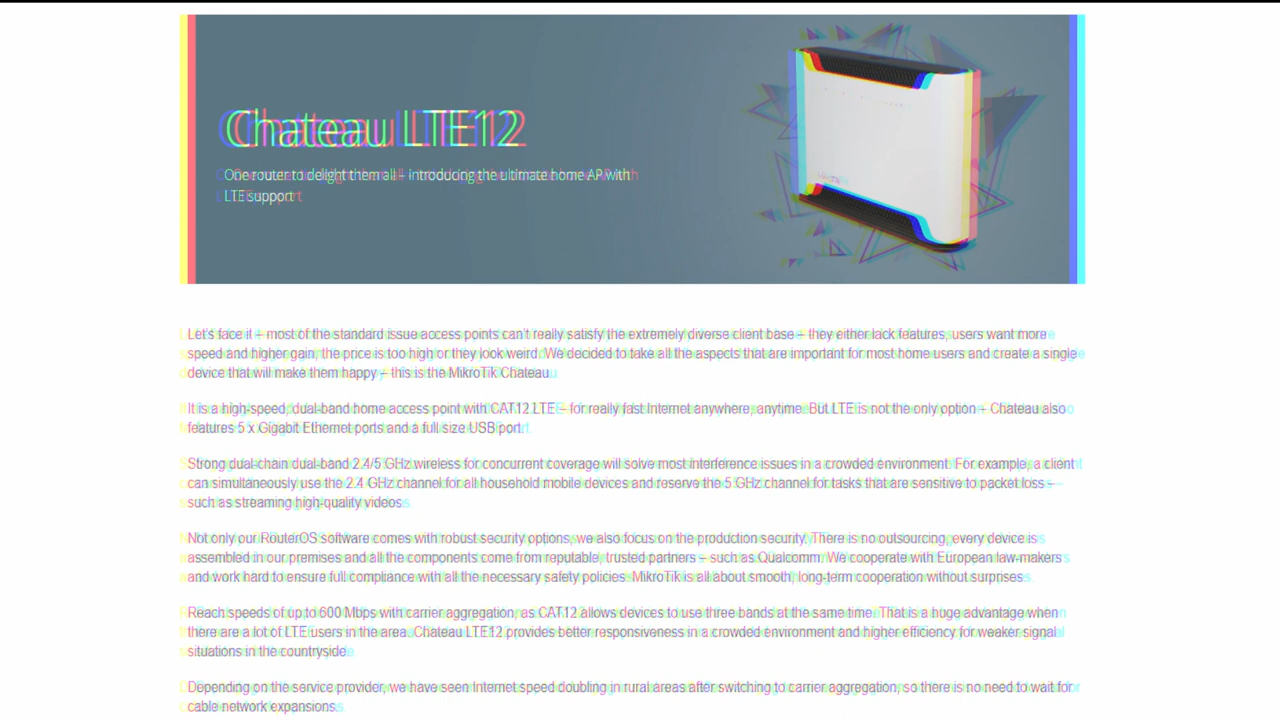 Chateau LTE12
One router to delight them all – introducing the ultimate home AP with
LTE support
Let's face it – most of the standard issue access points can't really satisfy the extremely diverse client base – they either lack features, users want more
speed and higher gain, the price is too high or they look weird. We decided to take all the aspects that are important for most home users and create a single
device that will make them happy – this is the MikroTik Chateau.
It is a high-speed, dual-band home access point with CAT12 LTE – for really fast Internet anywhere, anytime. But LTE is not the only option – Chateau also
features 5 x Gigabit Ethernet ports and a full size USB port.
Strong dual-chain dual-band 2.4/5 GHz wireless for concurrent coverage will solve most interference issues in a crowded environment. For example, a client
can simultaneously use the 2.4 GHz channel for all household mobile devices and reserve the 5 GHz channel for tasks that are sensitive to packet loss –
such as streaming high-quality videos.
Not only our RouterOS software comes with robust security options, we also focus on the production security. There is no outsourcing, every device is
assembled in our premises and all the components come from reputable, trusted partners – such as Qualcomm. We cooperate with European law-makers
and work hard to ensure full compliance with all the necessary safety policies. MikroTik is all about smooth, long-term cooperation without surprises.
Reach speeds of up to 600 Mbps with carrier aggregation, as CAT12 allows devices to use three bands at the same time. That is a huge advantage when
there are a lot of LTE users in the area. Chateau LTE12 provides better responsiveness in a crowded environment and higher efficiency for weaker signal
situations in the countryside.
Depending on the service provider, we have seen Internet speed doubling in rural areas after switching to carrier aggregation, so there is no need to wait for
cable network expansions.